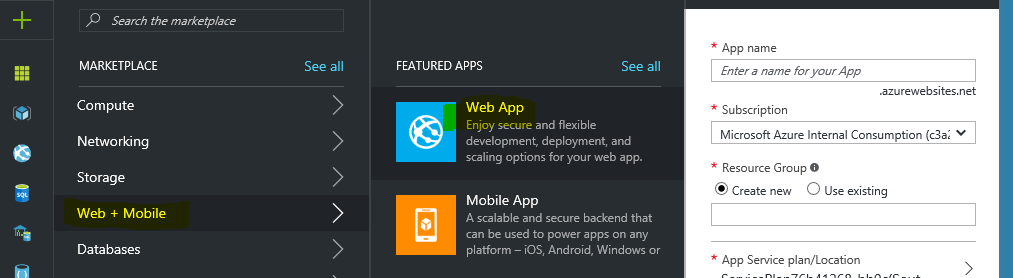 Search the marketplace
MARKETPLACE
See all
Compute
Networking
Storage
Web + Mobile
Databases
FEATURED APPS
See all
Web App
Enjoy secure and flexible
development, deployment, and
scaling options for your web app.
Mobile App
A scalable and secure backend that
can be used to power apps on any
platform – iOS, Android, Windows or
* App name
Enter a name for your App
.azurewebsites.net
* Subscription
Microsoft Azure Internal Consumption (c3a2
* Resource Group
Create new
Use existing
* App Service plan/Location
SQL